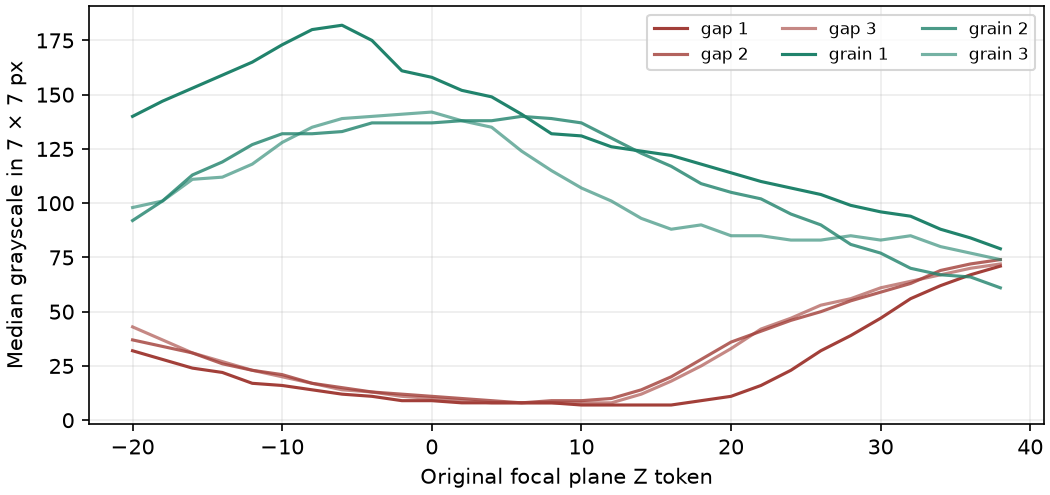 gap 1
gap 2
gap 3
grain 1
grain 2
grain 3
Median grayscale in 7 × 7 px
175
150
125
100
75
50
25
0
−20
−10
0
10
20
30
40
Original focal plane Z token